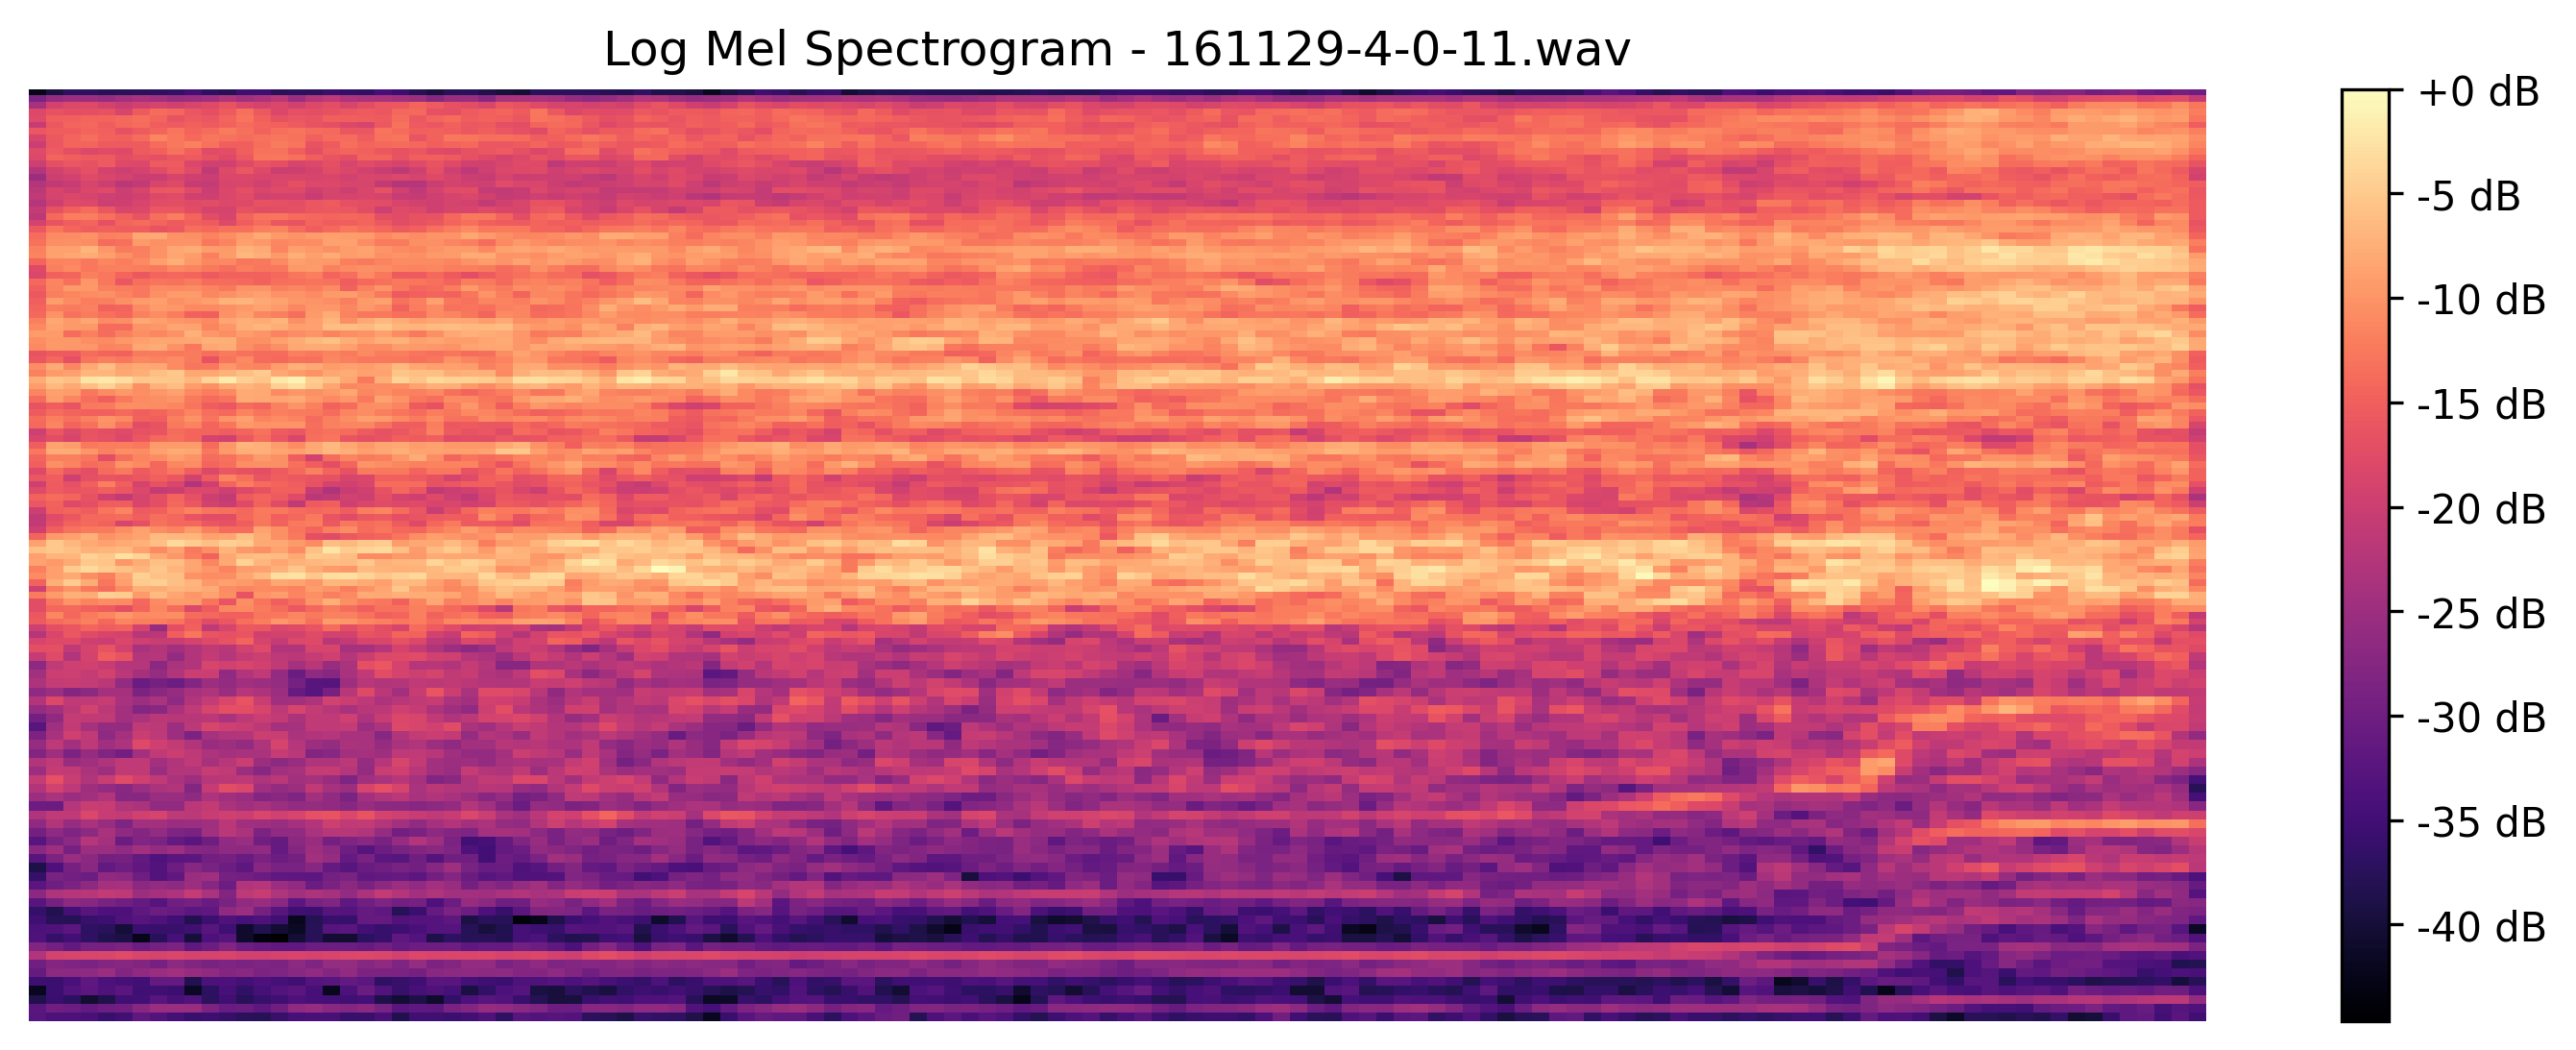 Log Mel Spectrogram - 161129-4-0-11.wav
+0 dB
-5 dB
-10 dB
-15 dB
-20 dB
-25 dB
-30 dB
-35 dB
-40 dB